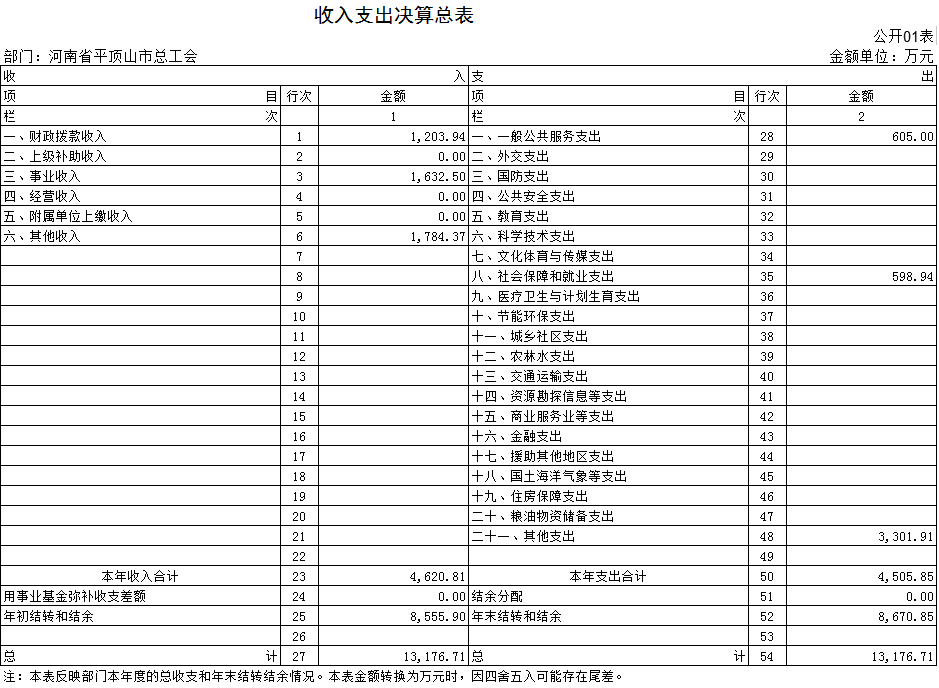 收入支出决算总表
公开01表
部门：河南省平顶山市总工会 金额单位：万元
收 入 支 出
项 目 行次 金额 项 目 行次 金额
栏 次 1 栏 次 2
一、财政拨款收入 1 1,203.94 一、一般公共服务支出 28 605.00
二、上级补助收入 2 0.00 二、外交支出 29
三、事业收入 3 1,632.50 三、国防支出 30
四、经营收入 4 0.00 四、公共安全支出 31
五、附属单位上缴收入 5 0.00 五、教育支出 32
六、其他收入 6 1,784.37 六、科学技术支出 33
7 七、文化体育与传媒支出 34
8 八、社会保障和就业支出 35 598.94
9 九、医疗卫生与计划生育支出 36
10 十、节能环保支出 37
11 十一、城乡社区支出 38
12 十二、农林水支出 39
13 十三、交通运输支出 40
14 十四、资源勘探信息等支出 41
15 十五、商业服务业等支出 42
16 十六、金融支出 43
17 十七、援助其他地区支出 44
18 十八、国土海洋气象等支出 45
19 十九、住房保障支出 46
20 二十、粮油物资储备支出 47
21 二十一、其他支出 48 3,301.91
22 49
本年收入合计 23 4,620.81 本年支出合计 50 4,505.85
用事业基金弥补收支差额 24 0.00 结余分配 51 0.00
年初结转和结余 25 8,555.90 年末结转和结余 52 8,670.85
26 53
总 计 27 13,176.71 总 计 54 13,176.71
注：本表反映部门本年度的总收支和年末结转结余情况。本表金额转换为万元时，因四舍五入可能存在尾差。